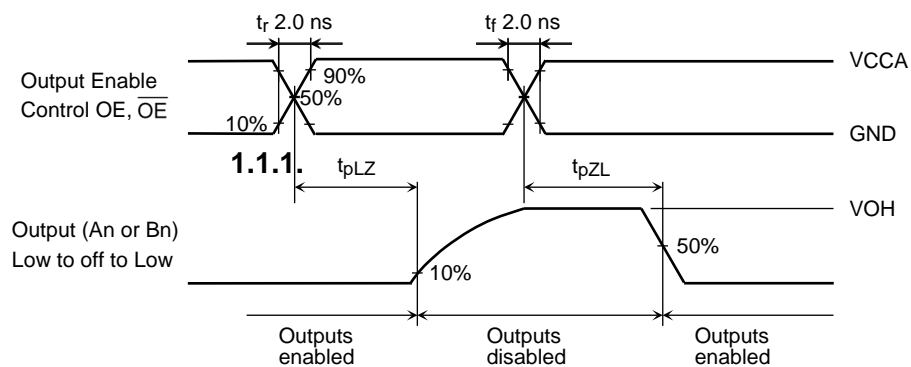 tr 2.0 ns
tf 2.0 ns
VCCA
90%
Output Enable
Control OE, OE
50%
10%
GND
1.1.1.
tpLZ
tpZL
VOH
Output (An or Bn)
Low to off to Low
50%
10%
Outputs
enabled
Outputs
disabled
Outputs
enabled